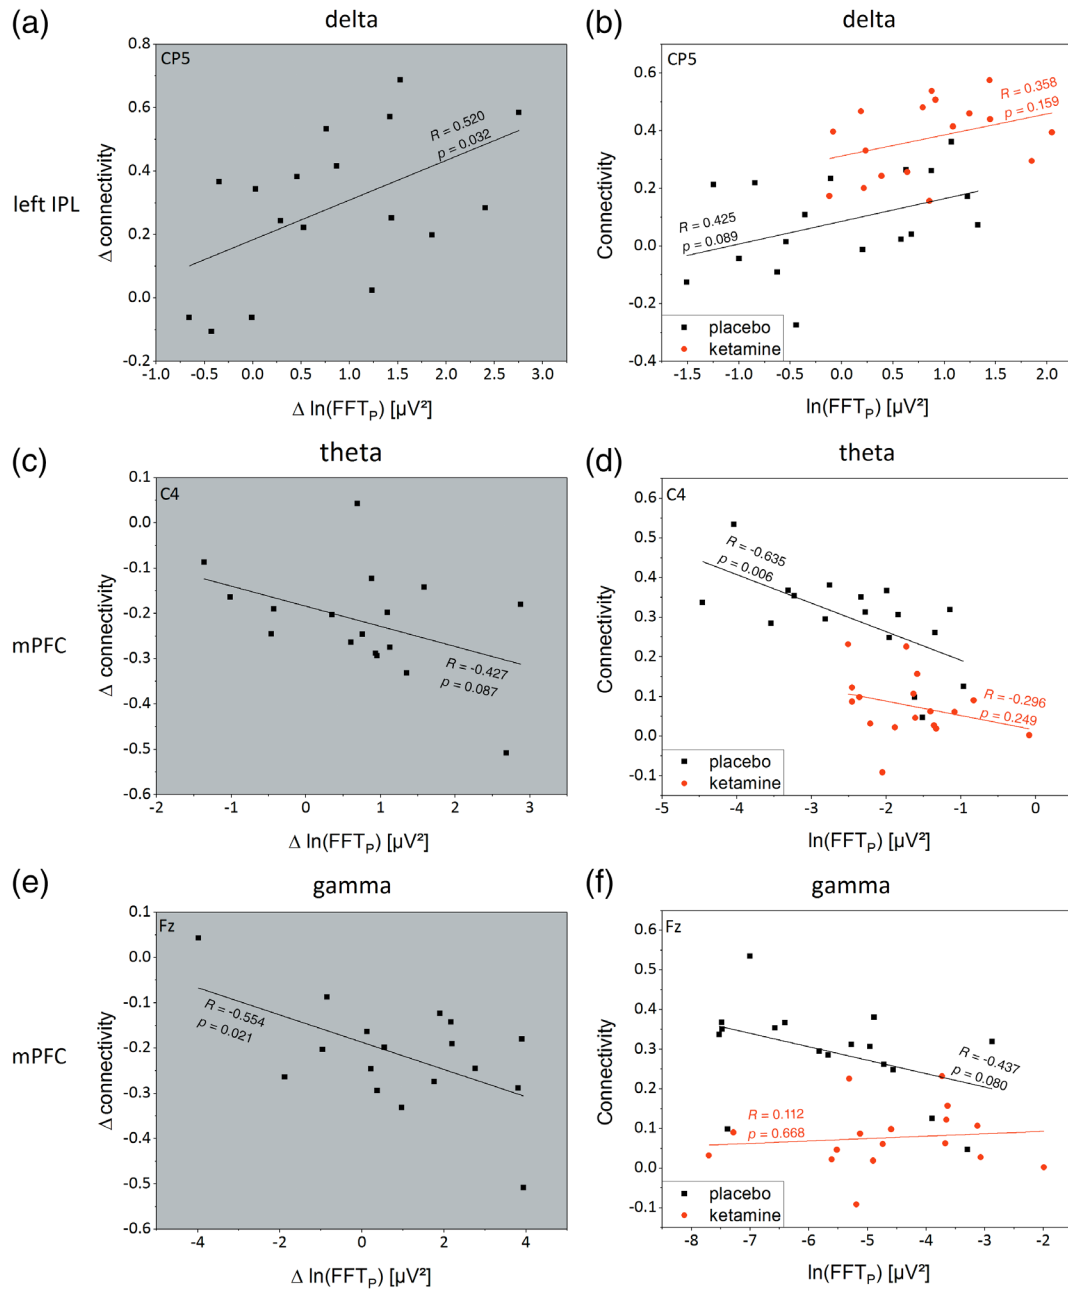 (a)
delta
CP5
0.8
0.6
0.4
0.2
0.0
-0.2
Δ connectivity
left IPL
R = 0.520
p = 0.032
-1.0 -0.5 0.0 0.5 1.0 1.5 2.0 2.5 3.0
Δ ln(FFTP) [µV²]
(b)
delta
CP5
0.6
0.4
0.2
0.0
-0.2
-0.4
Connectivity
R = 0.358
p = 0.159
R = 0.425
p = 0.089
placebo
ketamine
-1.5 -1.0 -0.5 0.0 0.5 1.0 1.5 2.0
ln(FFTP) [µV²]
(c)
theta
C4
0.1
0.0
-0.1
-0.2
-0.3
-0.4
-0.5
-0.6
Δ connectivity
mPFC
R = -0.427
p = 0.087
-2 -1 0 1 2 3
Δ ln(FFTP) [µV²]
(d)
theta
C4
0.6
0.5
0.4
0.3
0.2
0.1
0.0
-0.1
Connectivity
R = -0.635
p = 0.006
R = -0.296
p = 0.249
placebo
ketamine
-5 -4 -3 -2 -1 0
ln(FFTP) [µV²]
(e)
gamma
Fz
0.1
0.0
-0.1
-0.2
-0.3
-0.4
-0.5
-0.6
Δ connectivity
mPFC
R = -0.554
p = 0.021
-4 -2 0 2 4
Δ ln(FFTP) [µV²]
(f)
gamma
Fz
0.6
0.5
0.4
0.3
0.2
0.1
0.0
-0.1
Connectivity
R = -0.437
p = 0.080
R = 0.112
p = 0.668
placebo
ketamine
-8 -7 -6 -5 -4 -3 -2
ln(FFTP) [µV²]